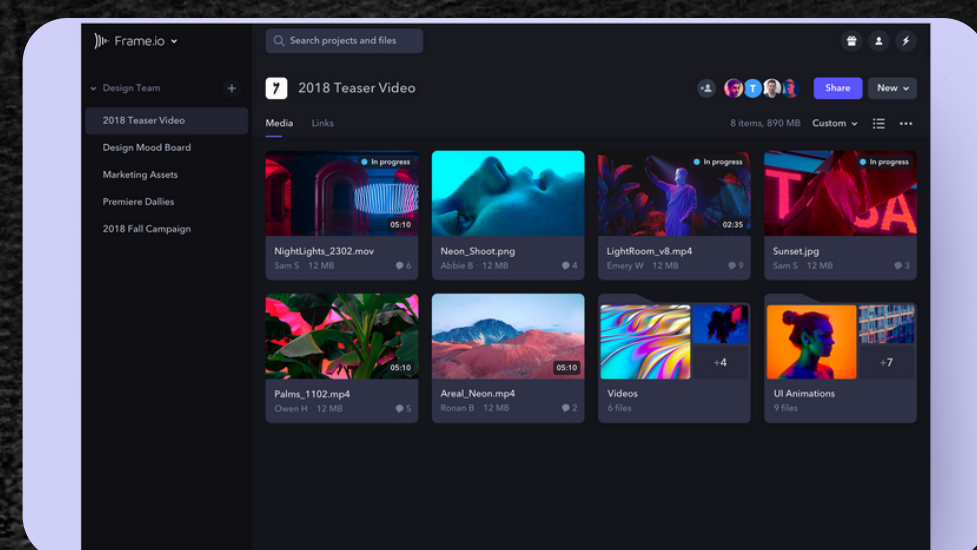 Frame.io
Search projects and files
Design Team
2018 Teaser Video
Design Mood Board
Marketing Assets
Premiere Dallies
2018 Fall Campaign
2018 Teaser Video
T
Share
New
Media Links
8 items, 890 MB Custom
In progress
05:10
NightLights_2302.mov
Sam S · 12 MB 6
Neon_Shoot.png
Abbie B · 12 MB 4
In progress
02:35
LightRoom_v8.mp4
Emery W · 12 MB 9
In progress
Sunset.jpg
Sam S · 12 MB 3
05:10
Palms_1102.mp4
Owen H · 12 MB 5
05:10
Areal_Neon.mp4
Ronan B · 12 MB 2
+4
Videos
6 files
+7
UI Animations
9 files